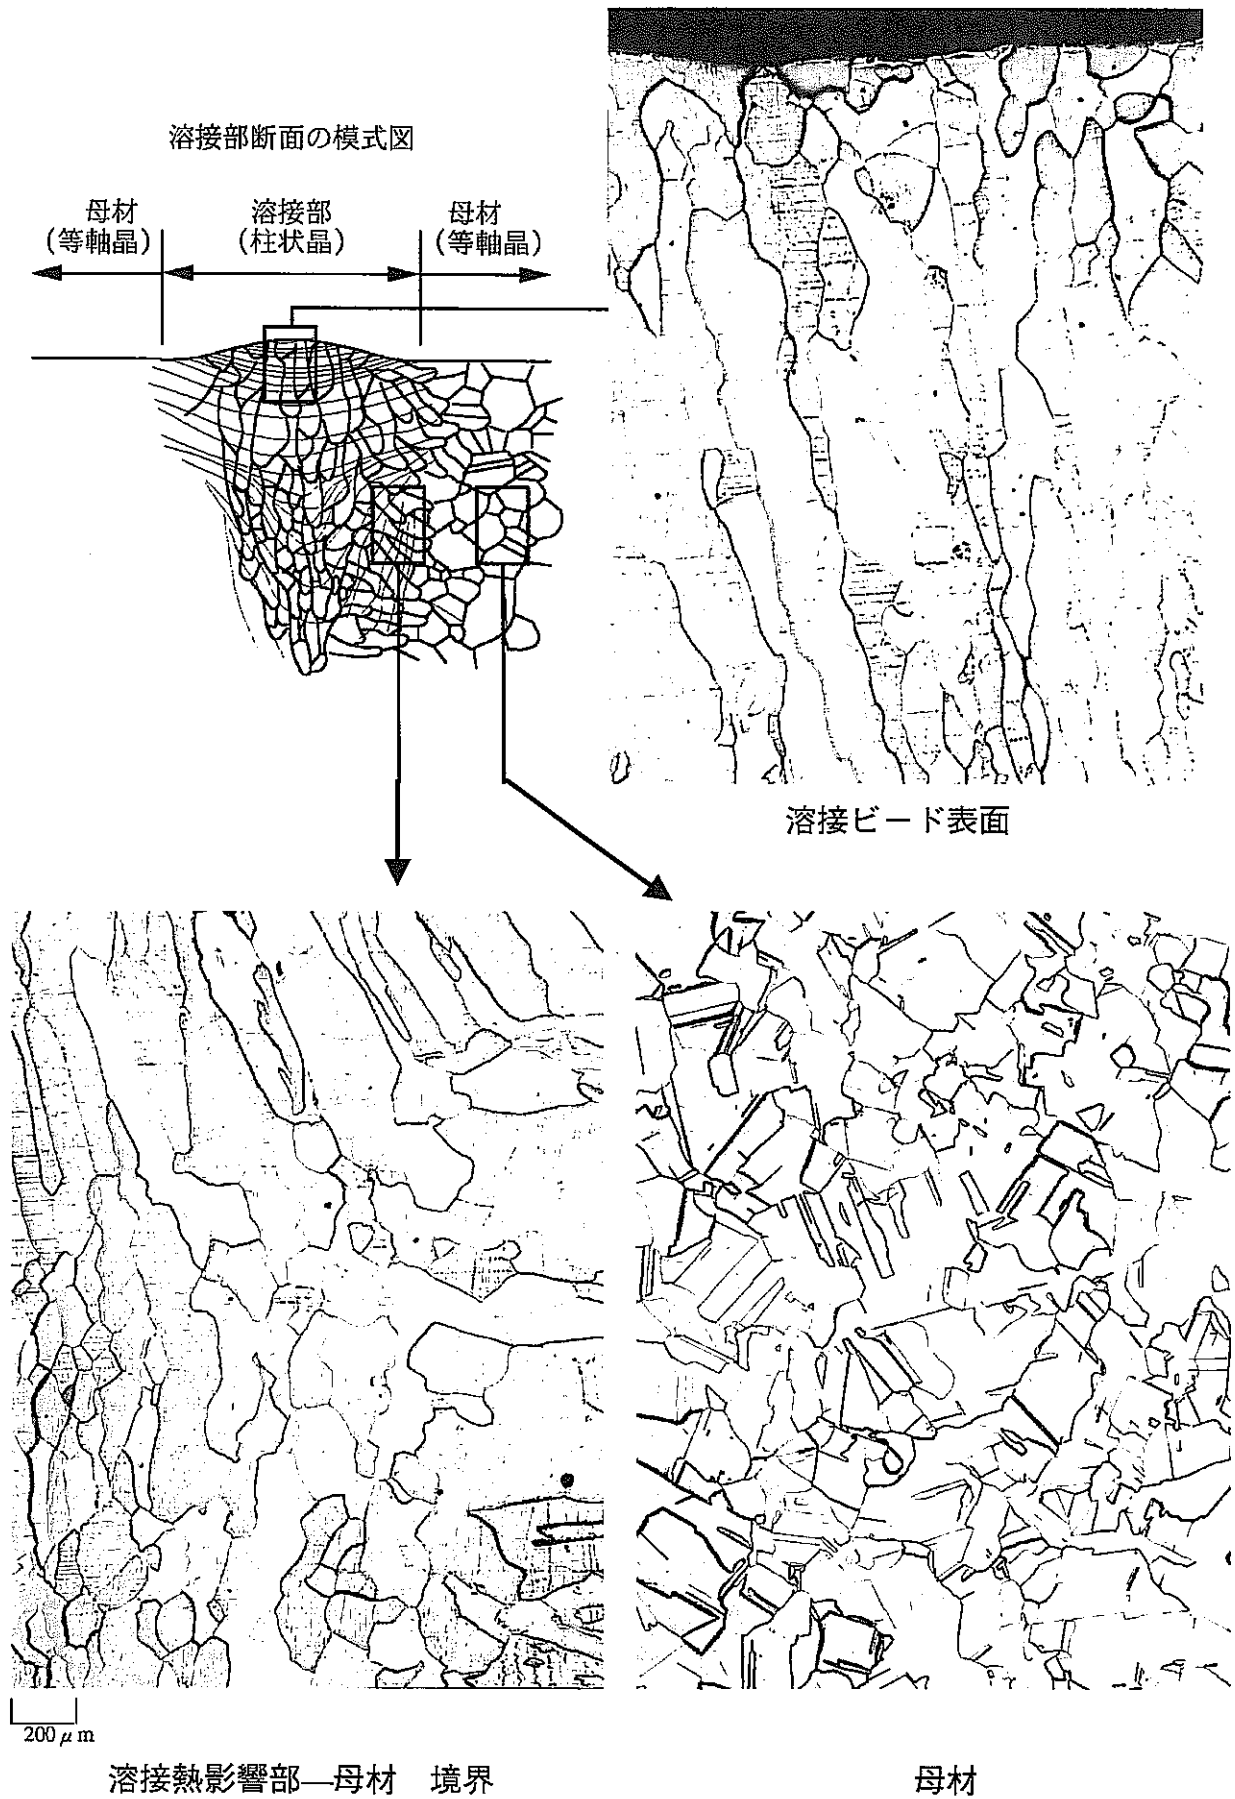 溶接部断面の模式図
母材
(等軸晶)
溶接部
(柱状晶)
母材
(等軸晶)
溶接ビード表面
200μm
溶接熱影響部―母材 境界
母材